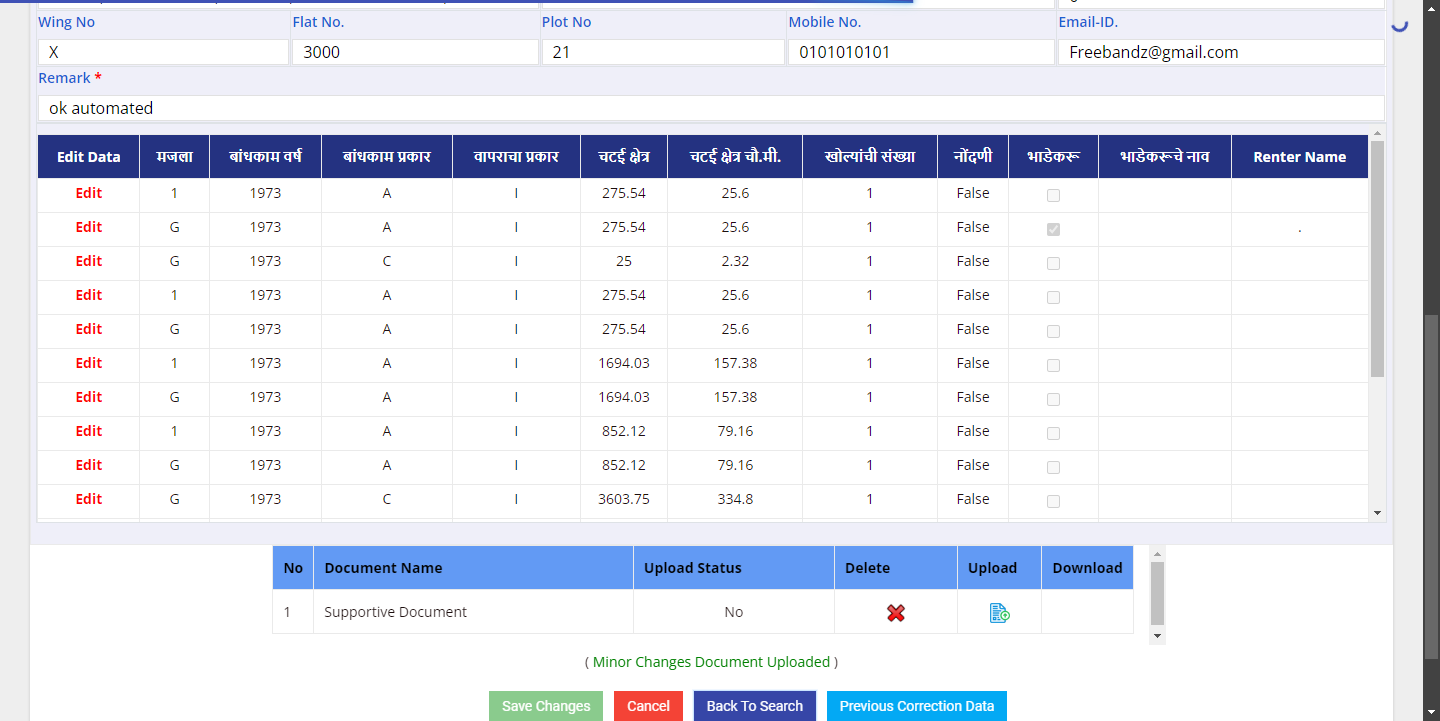 Wing No Flat No. Plot No Mobile No. Email-ID.
X 3000 21 0101010101 Freebandz@gmail.com
Remark *
ok automated
Edit Data मजला बांधकाम वर्ष बांधकाम प्रकार वापराचा प्रकार चटई क्षेत्र चटई क्षेत्र चौ.मी. खोल्यांची संख्या नोंदणी भाडेकरू भाडेकरूचे नाव Renter Name
Edit 1 1973 A I 275.54 25.6 1 False
Edit G 1973 A I 275.54 25.6 1 False .
Edit G 1973 C I 25 2.32 1 False
Edit 1 1973 A I 275.54 25.6 1 False
Edit G 1973 A I 275.54 25.6 1 False
Edit 1 1973 A I 1694.03 157.38 1 False
Edit G 1973 A I 1694.03 157.38 1 False
Edit 1 1973 A I 852.12 79.16 1 False
Edit G 1973 A I 852.12 79.16 1 False
Edit G 1973 C I 3603.75 334.8 1 False
No Document Name Upload Status Delete Upload Download
1 Supportive Document No
( Minor Changes Document Uploaded )
Save Changes Cancel Back To Search Previous Correction Data